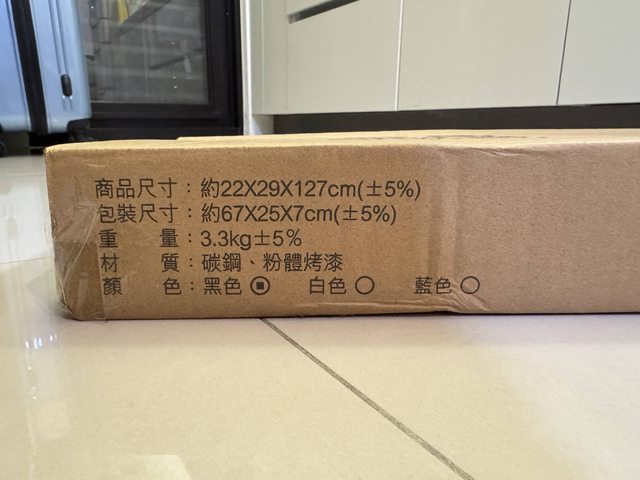 商品尺寸：約22X29X127cm(±5%)
包裝尺寸：約67X25X7cm(±5%)
重　量：3.3kg±5%
材　質：碳鋼、粉體烤漆
顏　色：黑色 ▣ 白色 ○ 藍色 ○